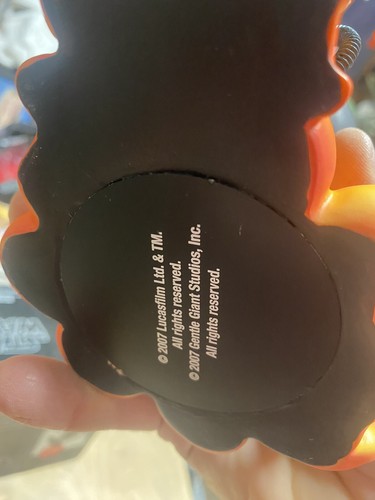 © 2007 Lucasfilm Ltd. & TM.
All rights reserved.
© 2007 Gentle Giant Studios, Inc.
All rights reserved.